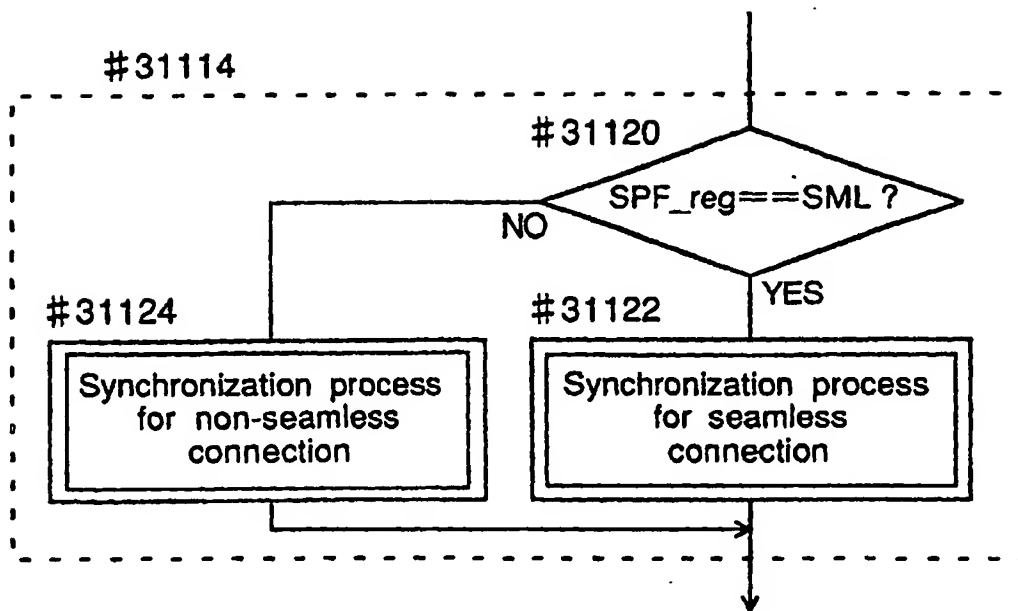 #31114
#31120
SPF_reg==SML ?
NO
YES
#31124
#31122
Synchronization process
for non-seamless
connection
Synchronization process
for seamless
connection